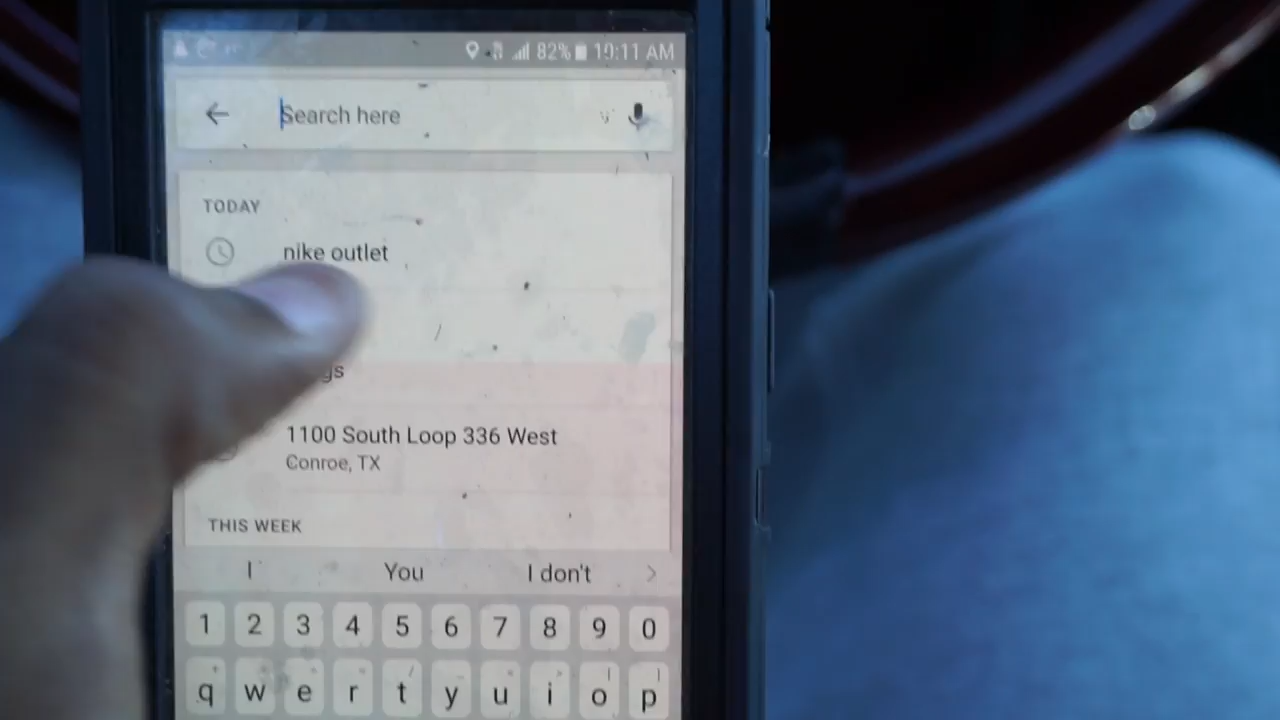 82% 10:11 AM
Search here
TODAY
nike outlet
gs
1100 South Loop 336 West
Conroe, TX
THIS WEEK
I You I don't
1 2 3 4 5 6 7 8 9 0
q w e r t y u i o p